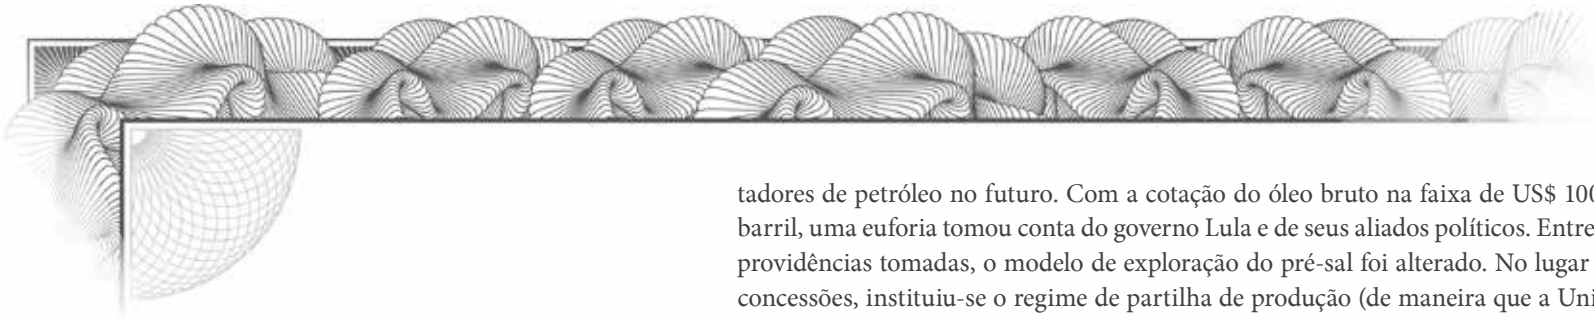 tadores de petróleo no futuro. Com a cotação do óleo bruto na faixa de US$ 100
barril, uma euforia tomou conta do governo Lula e de seus aliados políticos. Entre
providências tomadas, o modelo de exploração do pré-sal foi alterado. No lugar
concessões, instituiu-se o regime de partilha de produção (de maneira que a